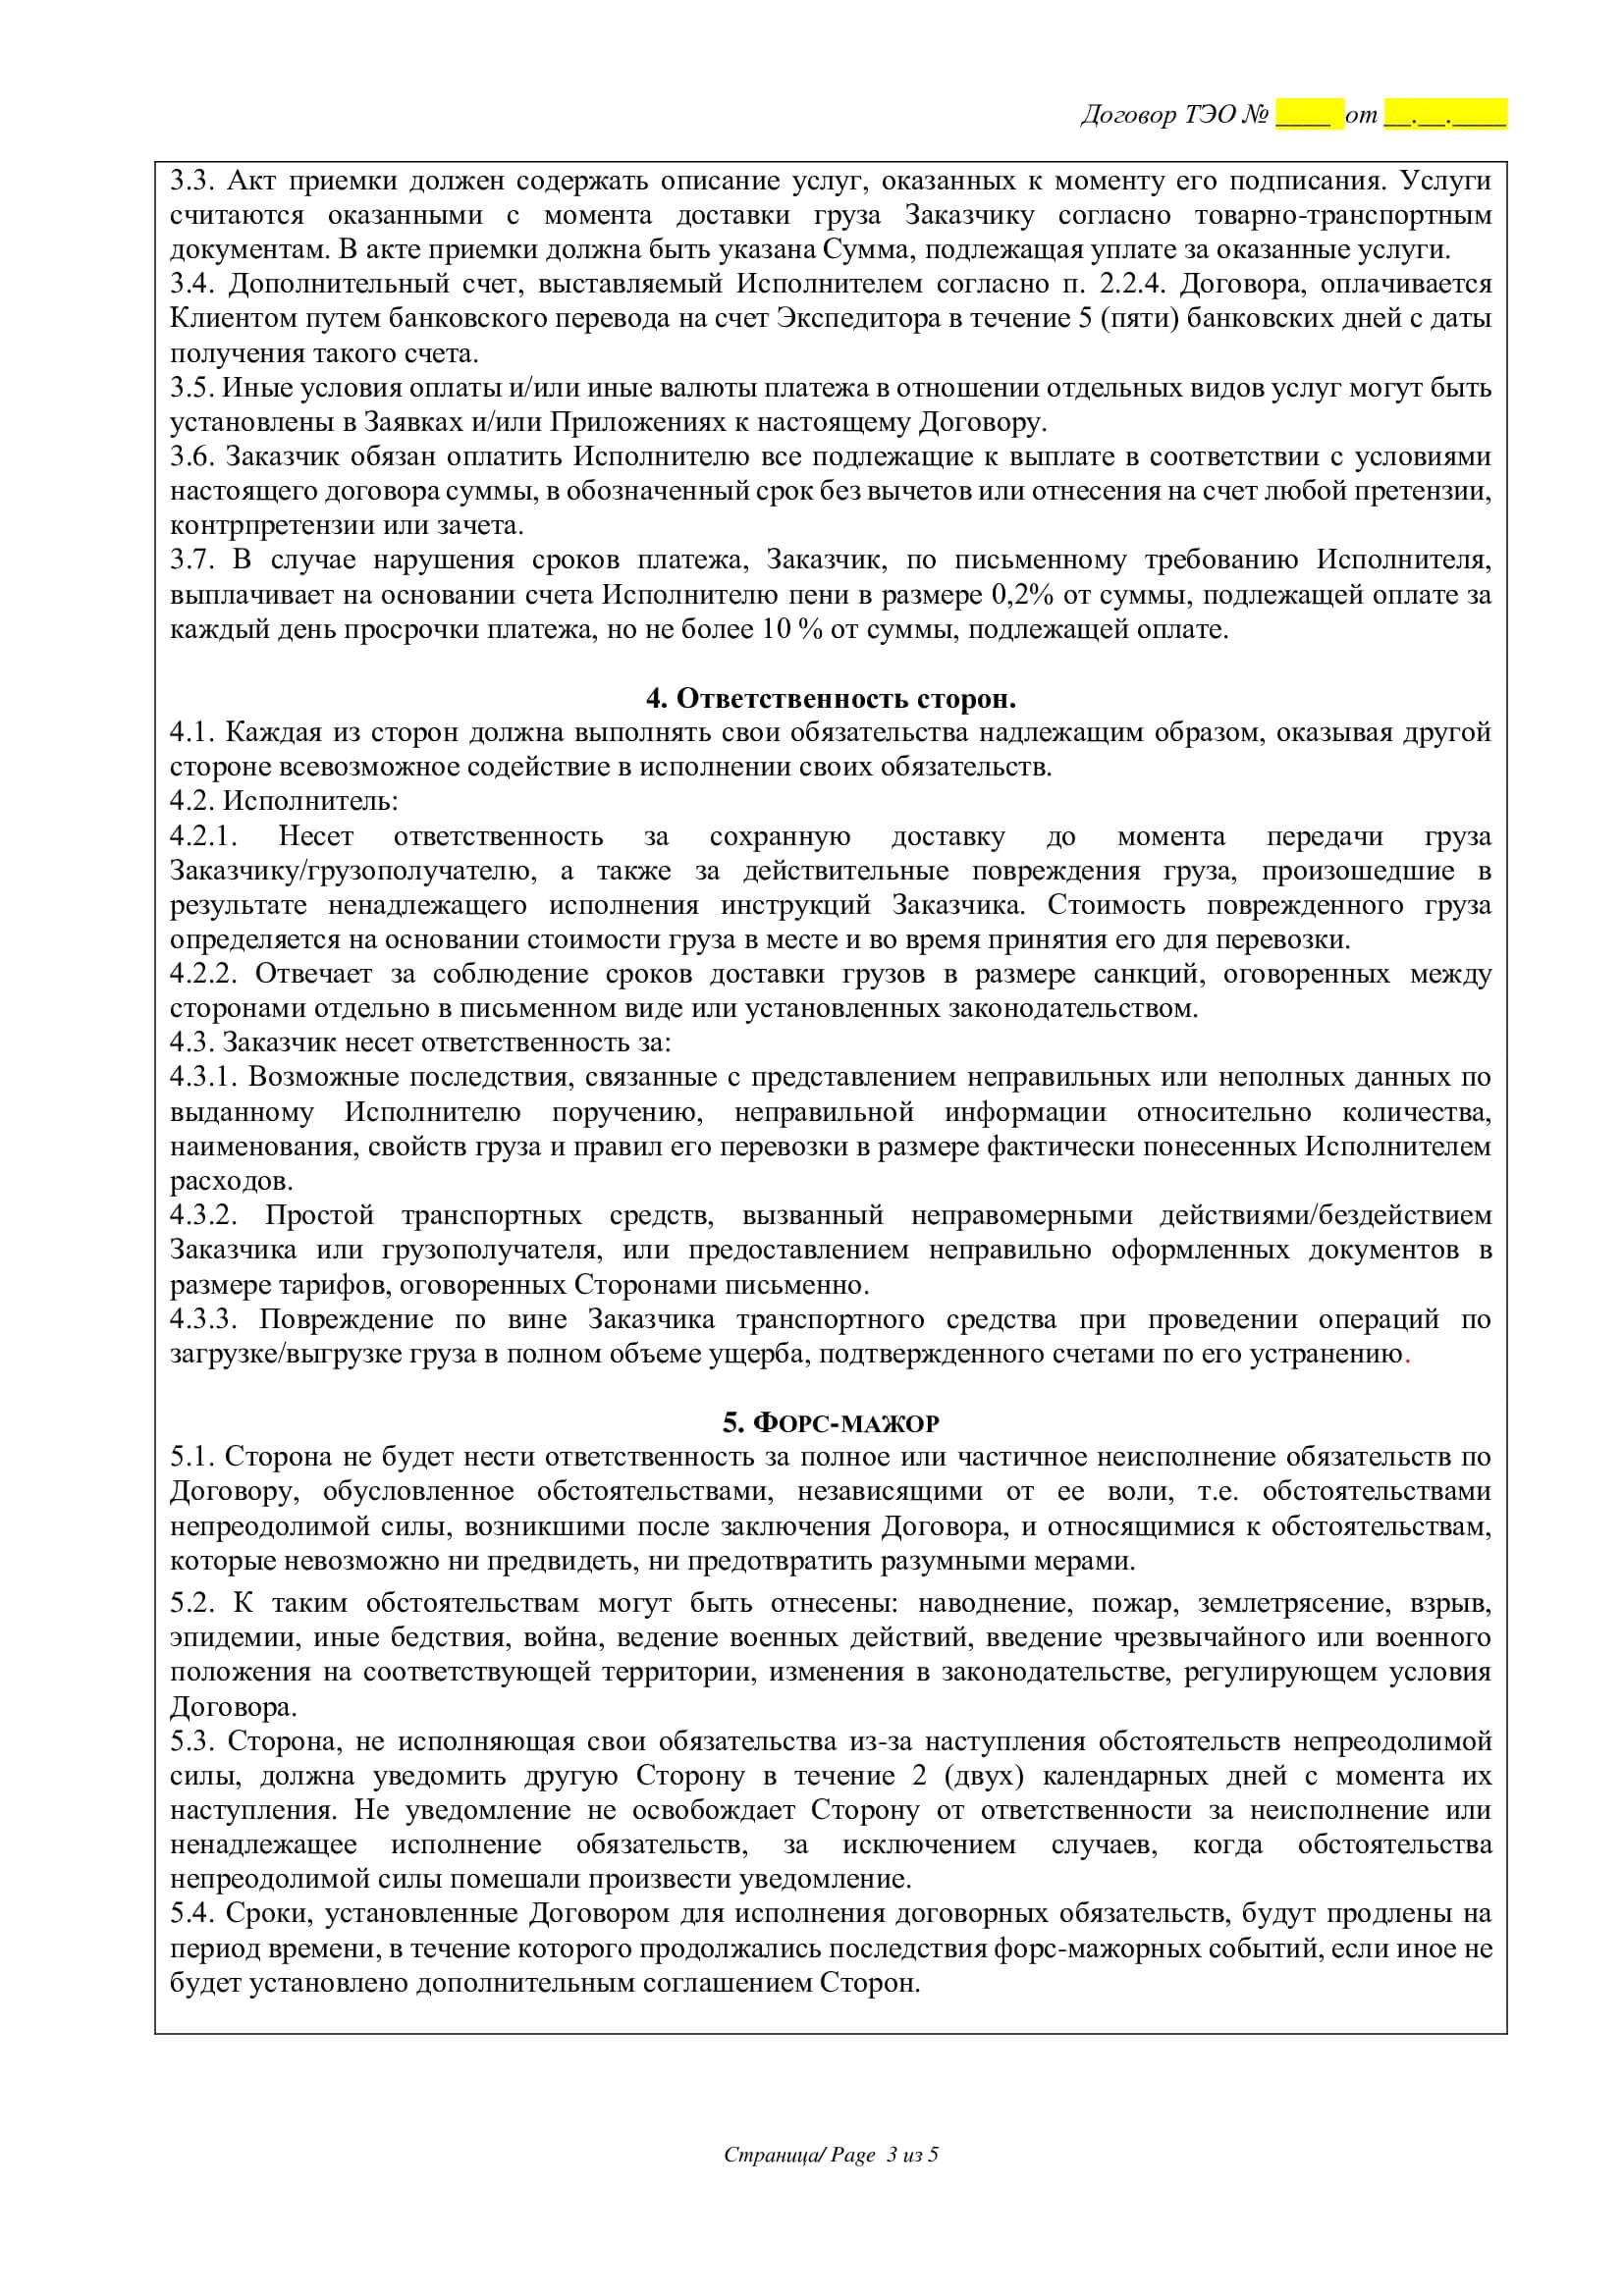 Договор ТЭО № ____ от __.__.____
3.3. Акт приемки должен содержать описание услуг, оказанных к моменту его подписания. Услуги
считаются оказанными с момента доставки груза Заказчику согласно товарно-транспортным
документам. В акте приемки должна быть указана Сумма, подлежащая уплате за оказанные услуги.
3.4. Дополнительный счет, выставляемый Исполнителем согласно п. 2.2.4. Договора, оплачивается
Клиентом путем банковского перевода на счет Экспедитора в течение 5 (пяти) банковских дней с даты
получения такого счета.
3.5. Иные условия оплаты и/или иные валюты платежа в отношении отдельных видов услуг могут быть
установлены в Заявках и/или Приложениях к настоящему Договору.
3.6. Заказчик обязан оплатить Исполнителю все подлежащие к выплате в соответствии с условиями
настоящего договора суммы, в обозначенный срок без вычетов или отнесения на счет любой претензии,
контрпретензии или зачета.
3.7. В случае нарушения сроков платежа, Заказчик, по письменному требованию Исполнителя,
выплачивает на основании счета Исполнителю пени в размере 0,2% от суммы, подлежащей оплате за
каждый день просрочки платежа, но не более 10 % от суммы, подлежащей оплате.
4. Ответственность сторон.
4.1. Каждая из сторон должна выполнять свои обязательства надлежащим образом, оказывая другой
стороне всевозможное содействие в исполнении своих обязательств.
4.2. Исполнитель:
4.2.1. Несет ответственность за сохранную доставку до момента передачи груза
Заказчику/грузополучателю, а также за действительные повреждения груза, произошедшие в
результате ненадлежащего исполнения инструкций Заказчика. Стоимость поврежденного груза
определяется на основании стоимости груза в месте и во время принятия его для перевозки.
4.2.2. Отвечает за соблюдение сроков доставки грузов в размере санкций, оговоренных между
сторонами отдельно в письменном виде или установленных законодательством.
4.3. Заказчик несет ответственность за:
4.3.1. Возможные последствия, связанные с представлением неправильных или неполных данных по
выданному Исполнителю поручению, неправильной информации относительно количества,
наименования, свойств груза и правил его перевозки в размере фактически понесенных Исполнителем
расходов.
4.3.2. Простой транспортных средств, вызванный неправомерными действиями/бездействием
Заказчика или грузополучателя, или предоставлением неправильно оформленных документов в
размере тарифов, оговоренных Сторонами письменно.
4.3.3. Повреждение по вине Заказчика транспортного средства при проведении операций по
загрузке/выгрузке груза в полном объеме ущерба, подтвержденного счетами по его устранению.
5. ФОРС-МАЖОР
5.1. Сторона не будет нести ответственность за полное или частичное неисполнение обязательств по
Договору, обусловленное обстоятельствами, независящими от ее воли, т.е. обстоятельствами
непреодолимой силы, возникшими после заключения Договора, и относящимися к обстоятельствам,
которые невозможно ни предвидеть, ни предотвратить разумными мерами.
5.2. К таким обстоятельствам могут быть отнесены: наводнение, пожар, землетрясение, взрыв,
эпидемии, иные бедствия, война, ведение военных действий, введение чрезвычайного или военного
положения на соответствующей территории, изменения в законодательстве, регулирующем условия
Договора.
5.3. Сторона, не исполняющая свои обязательства из-за наступления обстоятельств непреодолимой
силы, должна уведомить другую Сторону в течение 2 (двух) календарных дней с момента их
наступления. Не уведомление не освобождает Сторону от ответственности за неисполнение или
ненадлежащее исполнение обязательств, за исключением случаев, когда обстоятельства
непреодолимой силы помешали произвести уведомление.
5.4. Сроки, установленные Договором для исполнения договорных обязательств, будут продлены на
период времени, в течение которого продолжались последствия форс-мажорных событий, если иное не
будет установлено дополнительным соглашением Сторон.
Страница/ Page 3 из 5